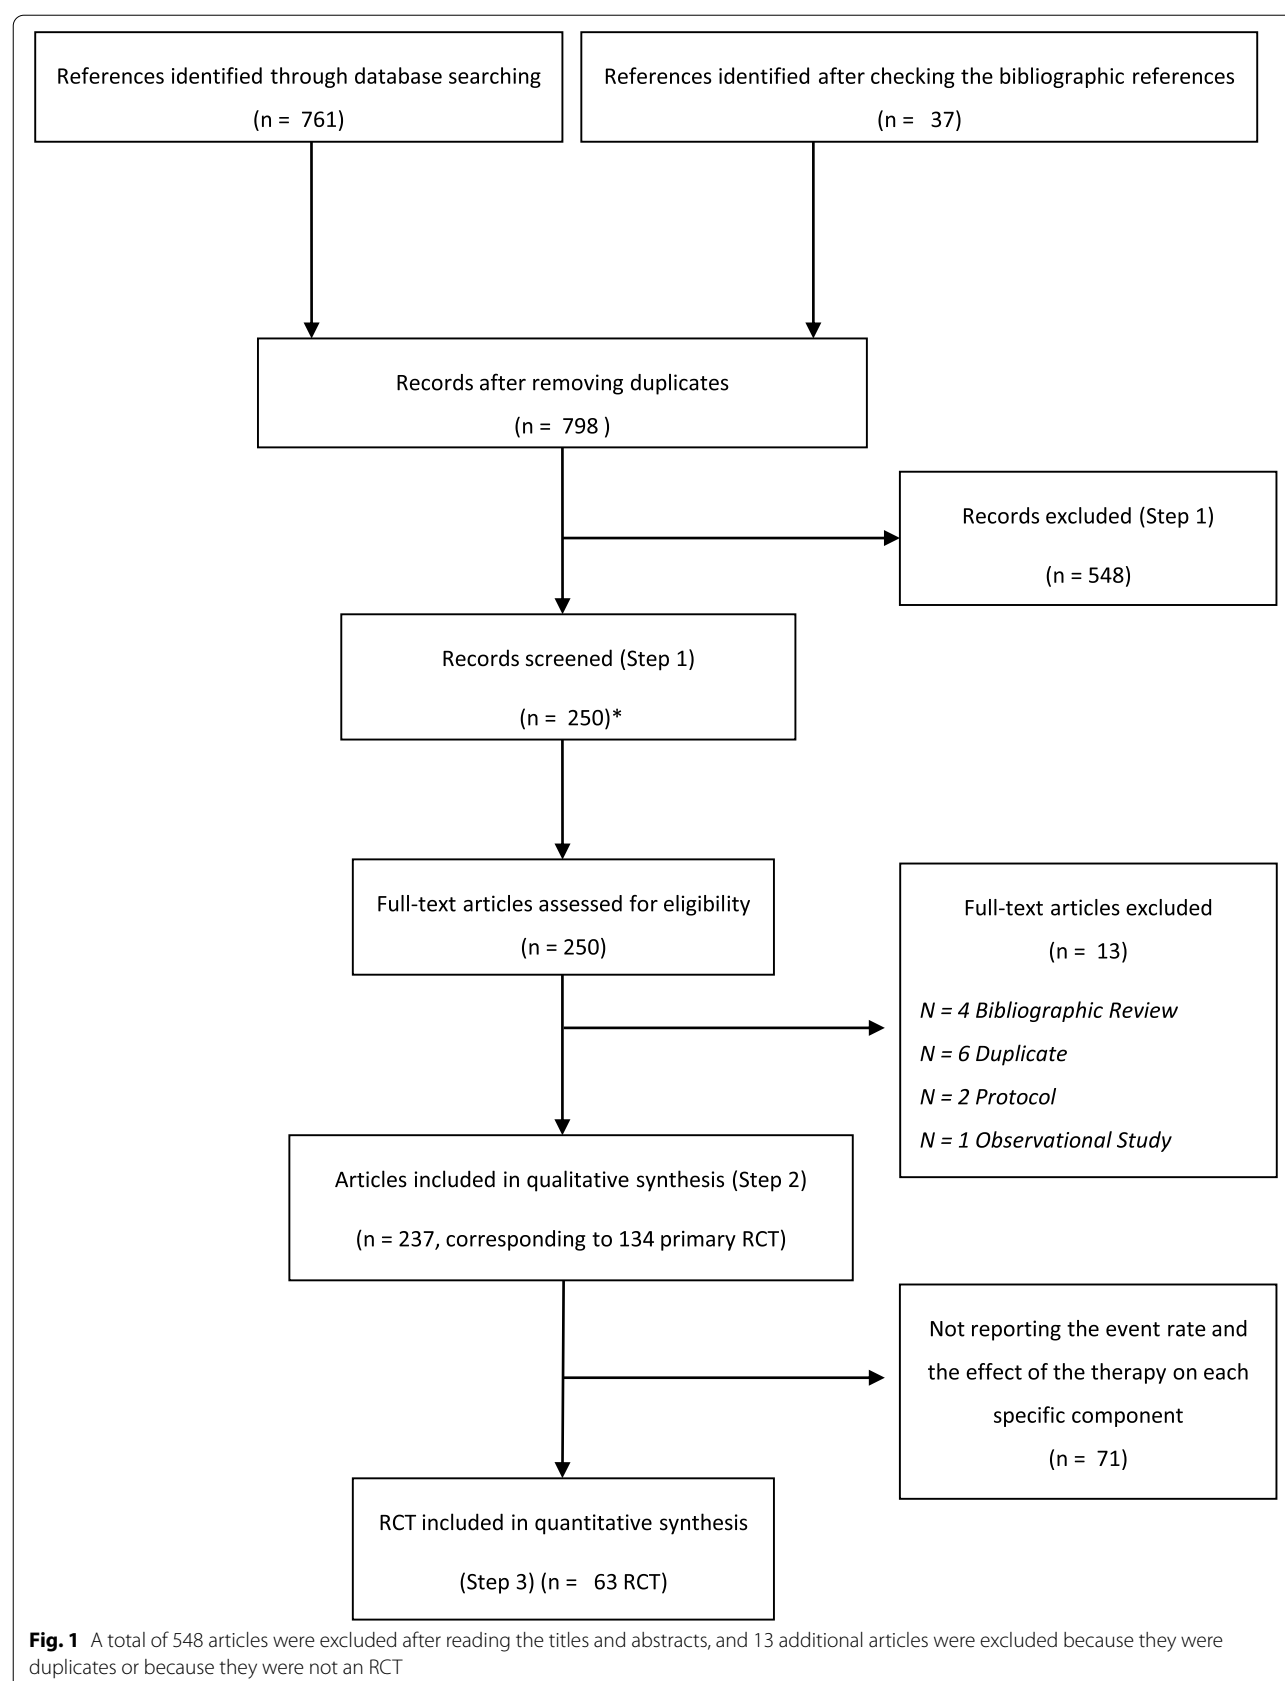 References identified through database searching
(n = 761)
References identified after checking the bibliographic references
(n = 37)
Records after removing duplicates
(n = 798 )
Records excluded (Step 1)
(n = 548)
Records screened (Step 1)
(n = 250)*
Full-text articles assessed for eligibility
(n = 250)
Full-text articles excluded
(n = 13)
N = 4 Bibliographic Review
N = 6 Duplicate
N = 2 Protocol
N = 1 Observational Study
Articles included in qualitative synthesis (Step 2)
(n = 237, corresponding to 134 primary RCT)
Not reporting the event rate and
the effect of the therapy on each
specific component
(n = 71)
RCT included in quantitative synthesis
(Step 3) (n = 63 RCT)
Fig. 1 A total of 548 articles were excluded after reading the titles and abstracts, and 13 additional articles were excluded because they were
duplicates or because they were not an RCT